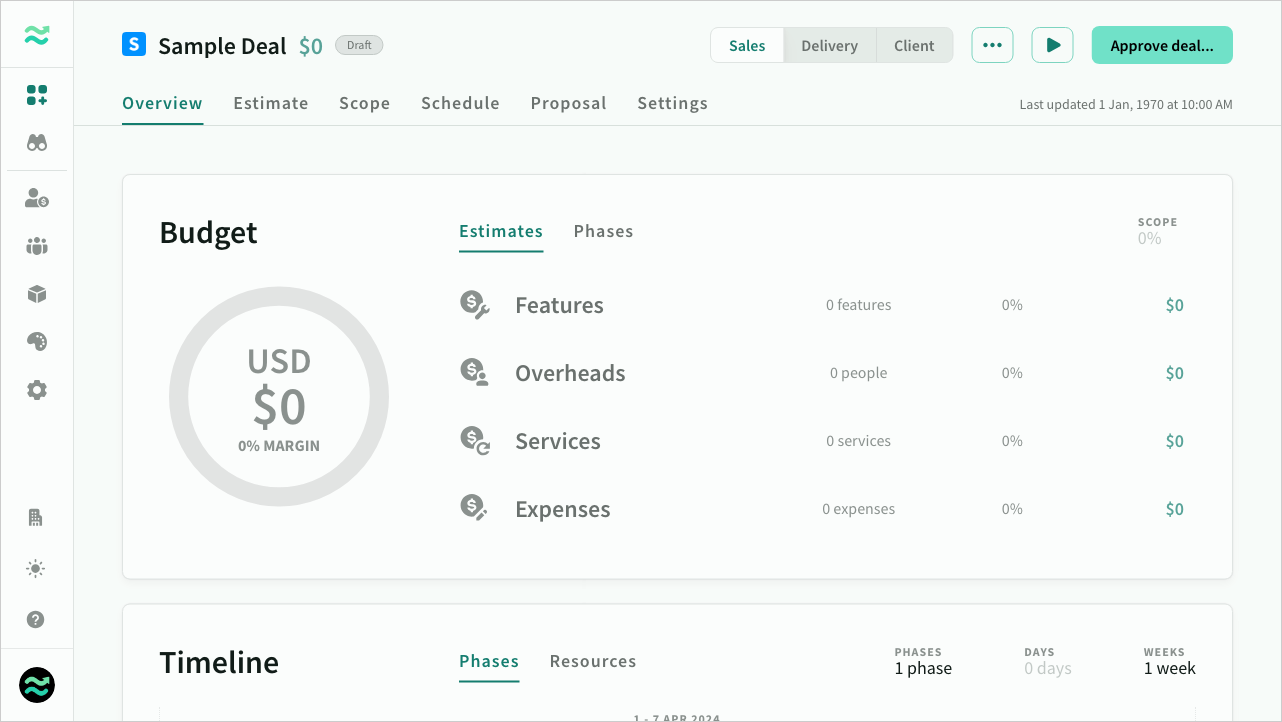 S Sample Deal $0 Draft
Sales Delivery Client
Approve deal...
Overview Estimate Scope Schedule Proposal Settings
Last updated 1 Jan, 1970 at 10:00 AM
Budget
Estimates Phases
SCOPE
0%
USD
$0
0% MARGIN
Features 0 features 0% $0
Overheads 0 people 0% $0
Services 0 services 0% $0
Expenses 0 expenses 0% $0
Timeline
Phases Resources
PHASES
1 phase
DAYS
0 days
WEEKS
1 week
1 - 7 APR 2024